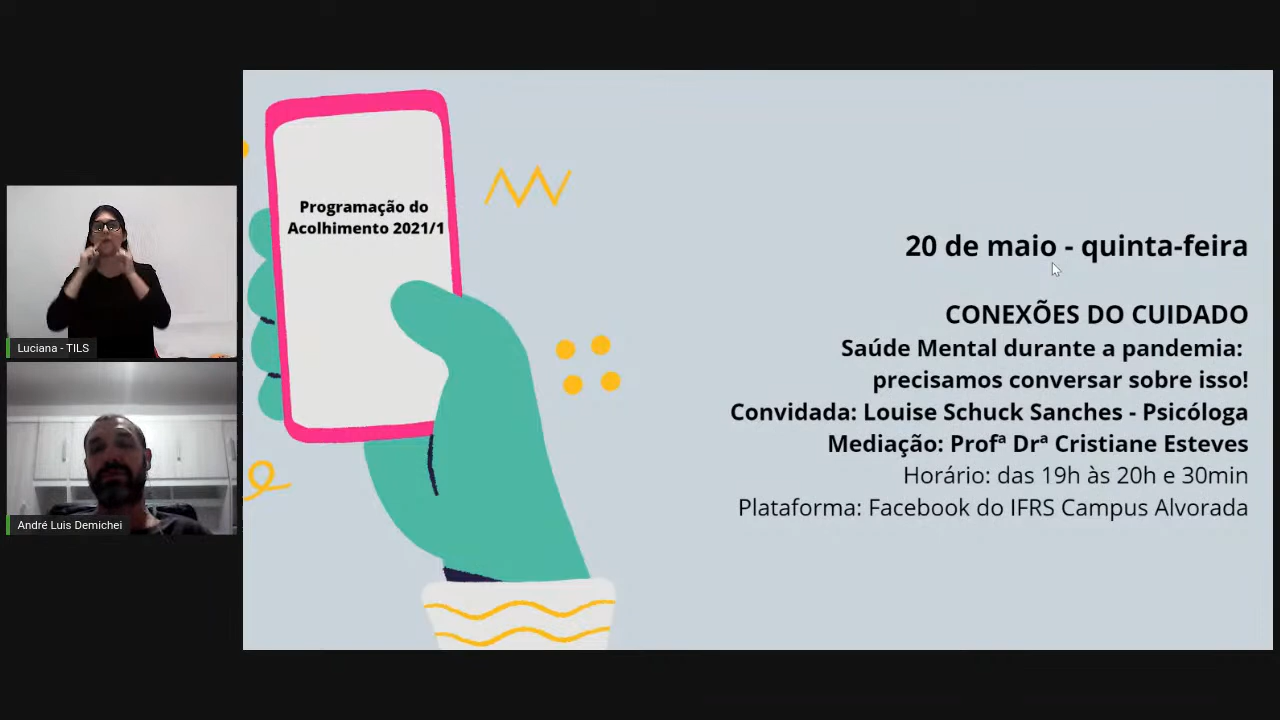 Programação do
Acolhimento 2021/1
20 de maio - quinta-feira
CONEXÕES DO CUIDADO
Saúde Mental durante a pandemia:
precisamos conversar sobre isso!
Convidada: Louise Schuck Sanches - Psicóloga
Mediação: Profª Drª Cristiane Esteves
Horário: das 19h às 20h e 30min
Plataforma: Facebook do IFRS Campus Alvorada
Luciana - TILS
André Luis Demichei